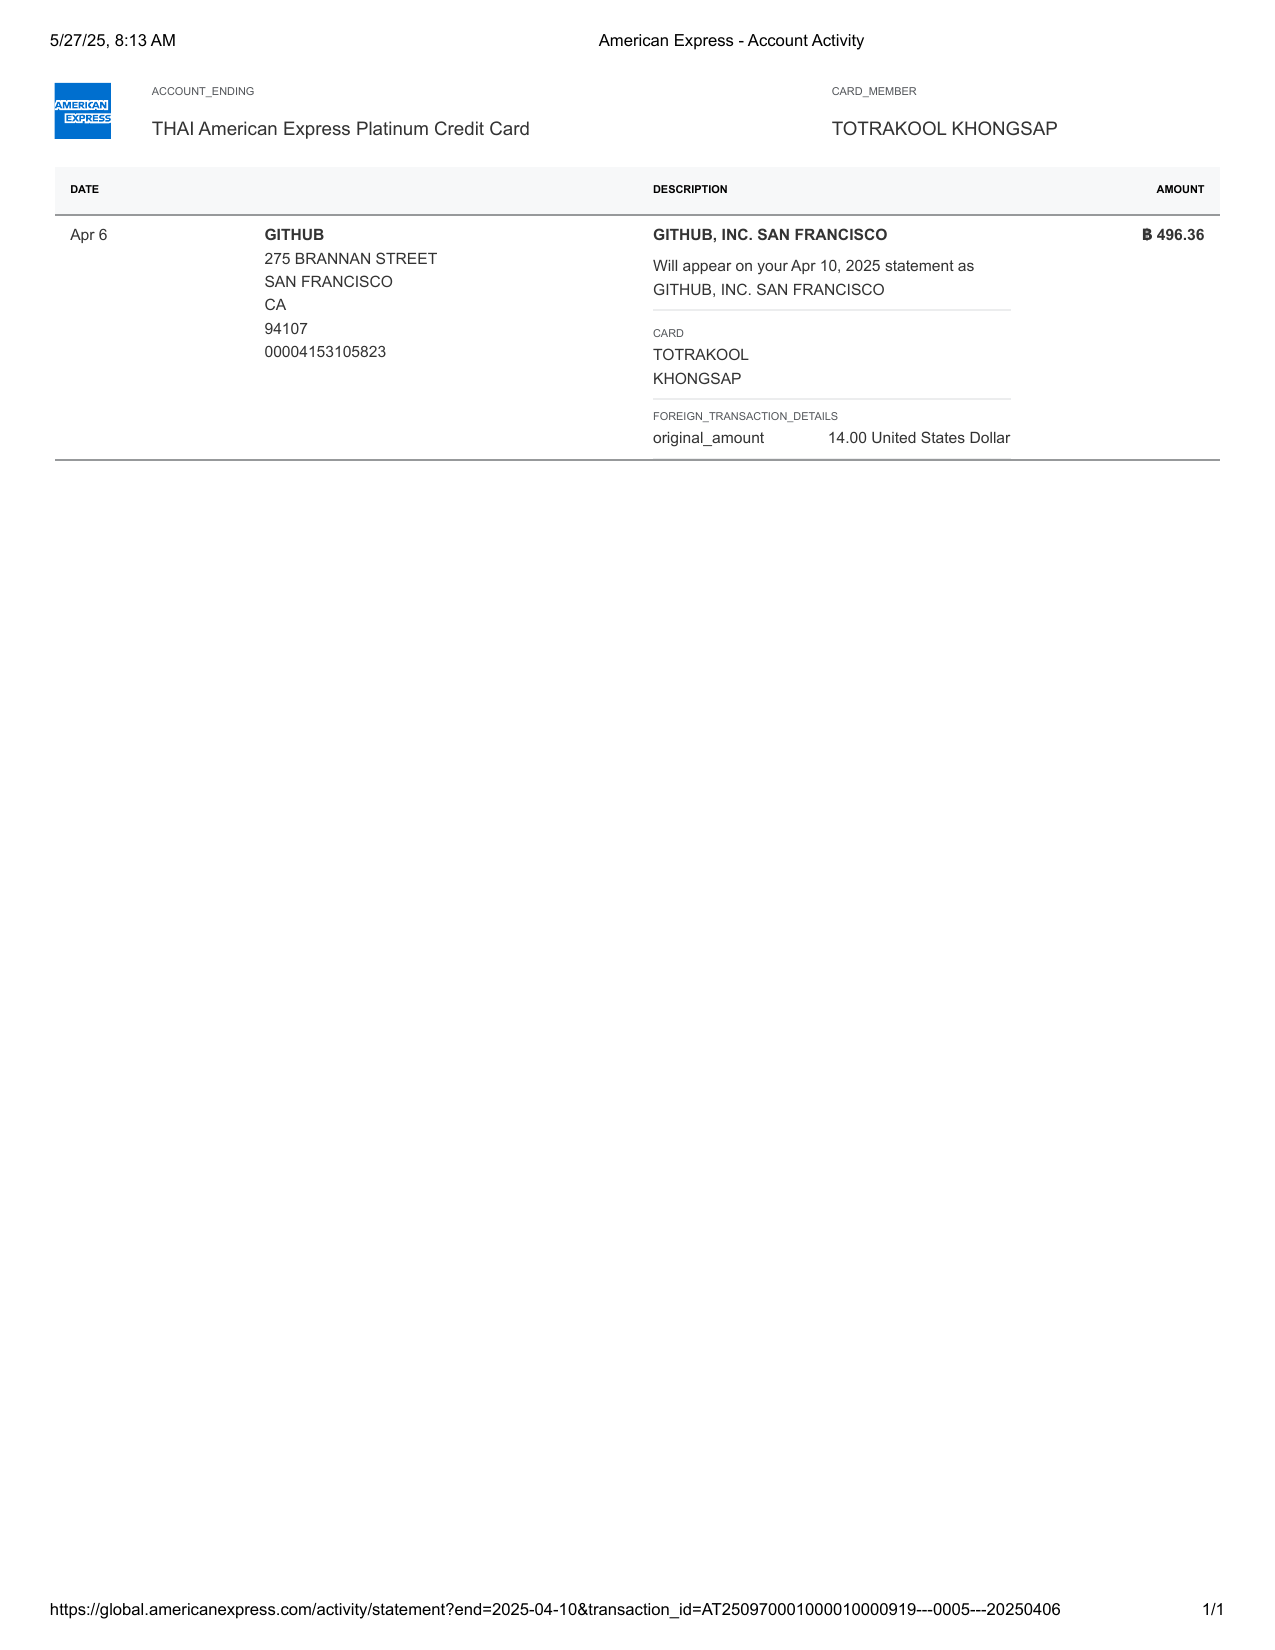 5/27/25, 8:13 AM American Express - Account Activity
AMERICAN
EXPRESS
ACCOUNT_ENDING CARD_MEMBER
THAI American Express Platinum Credit Card TOTRAKOOL KHONGSAP
DATE DESCRIPTION AMOUNT
Apr 6 GITHUB GITHUB, INC. SAN FRANCISCO ฿ 496.36
275 BRANNAN STREET
SAN FRANCISCO
CA
94107
00004153105823
Will appear on your Apr 10, 2025 statement as
GITHUB, INC. SAN FRANCISCO
CARD
TOTRAKOOL
KHONGSAP
FOREIGN_TRANSACTION_DETAILS
original_amount 14.00 United States Dollar
https://global.americanexpress.com/activity/statement?end=2025-04-10&transaction_id=AT250970001000010000919---0005---20250406 1/1